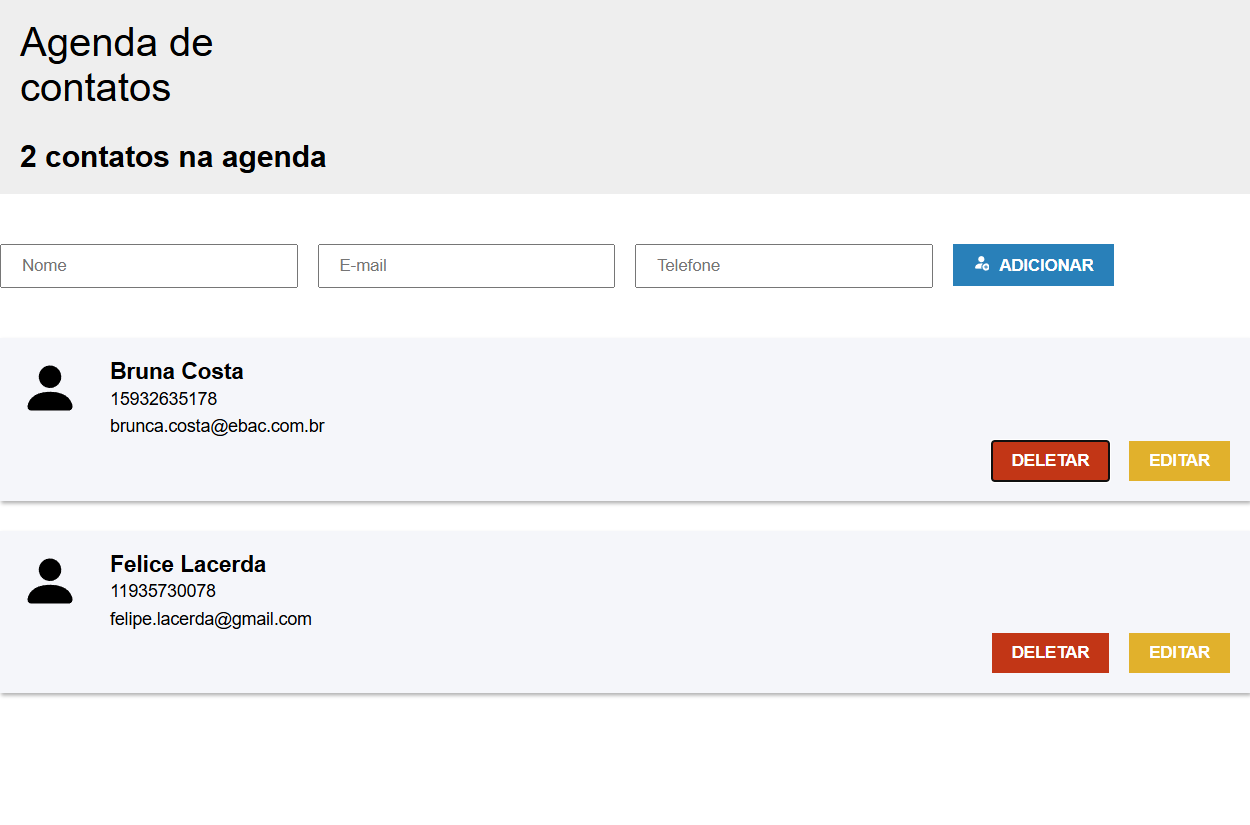 Agenda de
contatos
2 contatos na agenda
Nome E-mail Telefone ADICIONAR
Bruna Costa
15932635178
brunca.costa@ebac.com.br
DELETAR EDITAR
Felice Lacerda
11935730078
felipe.lacerda@gmail.com
DELETAR EDITAR